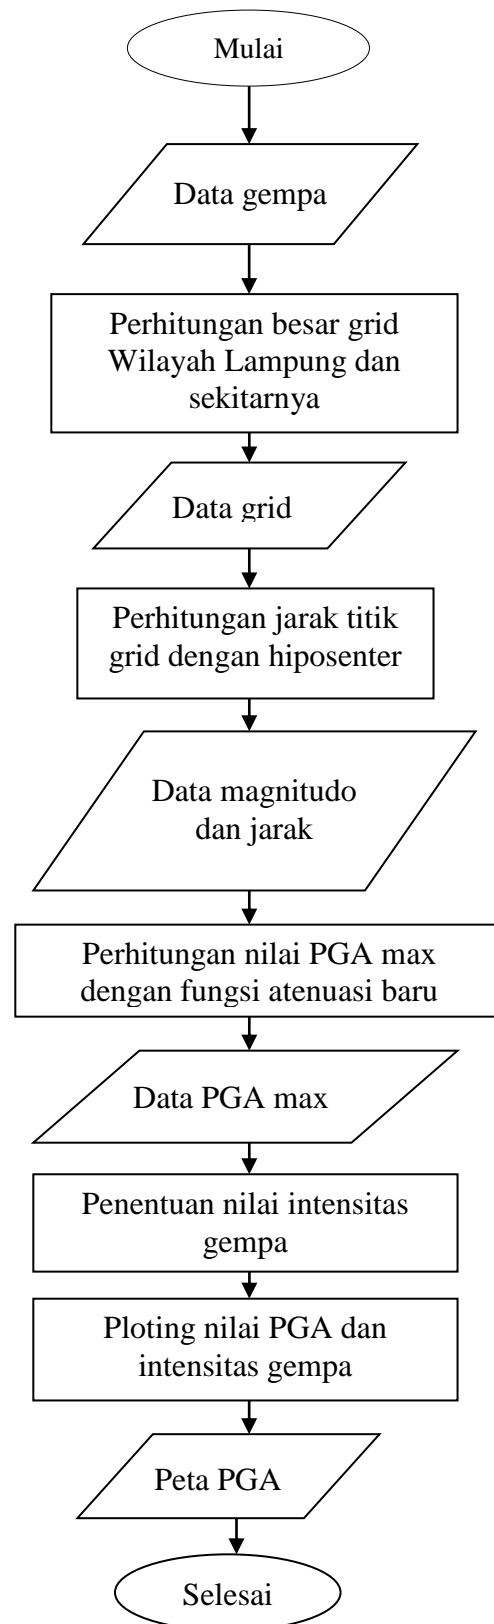 Mulai
Data gempa
Perhitungan besar grid
Wilayah Lampung dan
sekitarnya
Data grid
Perhitungan jarak titik
grid dengan hiposenter
Data magnitudo
dan jarak
Perhitungan nilai PGA max
dengan fungsi atenuasi baru
Data PGA max
Penentuan nilai intensitas
gempa
Ploting nilai PGA dan
intensitas gempa
Peta PGA
Selesai